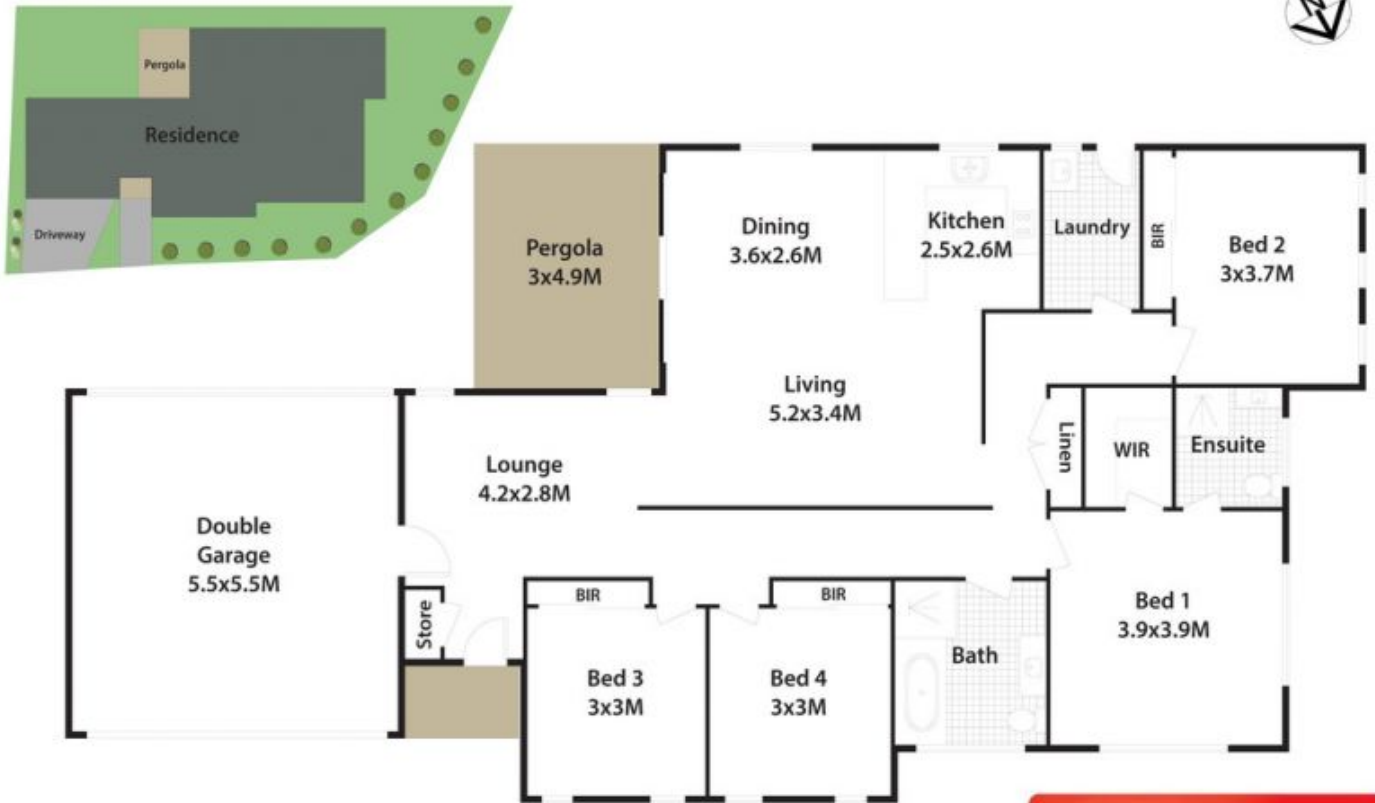 N
Pergola
Residence
Driveway
Pergola
3x4.9M
Dining
3.6x2.6M
Kitchen
2.5x2.6M
Laundry
BIR
Bed 2
3x3.7M
Living
5.2x3.4M
Lounge
4.2x2.8M
Linen
WIR
Ensuite
Double
Garage
5.5x5.5M
Store
BIR
BIR
Bed 3
3x3M
Bed 4
3x3M
Bath
Bed 1
3.9x3.9M